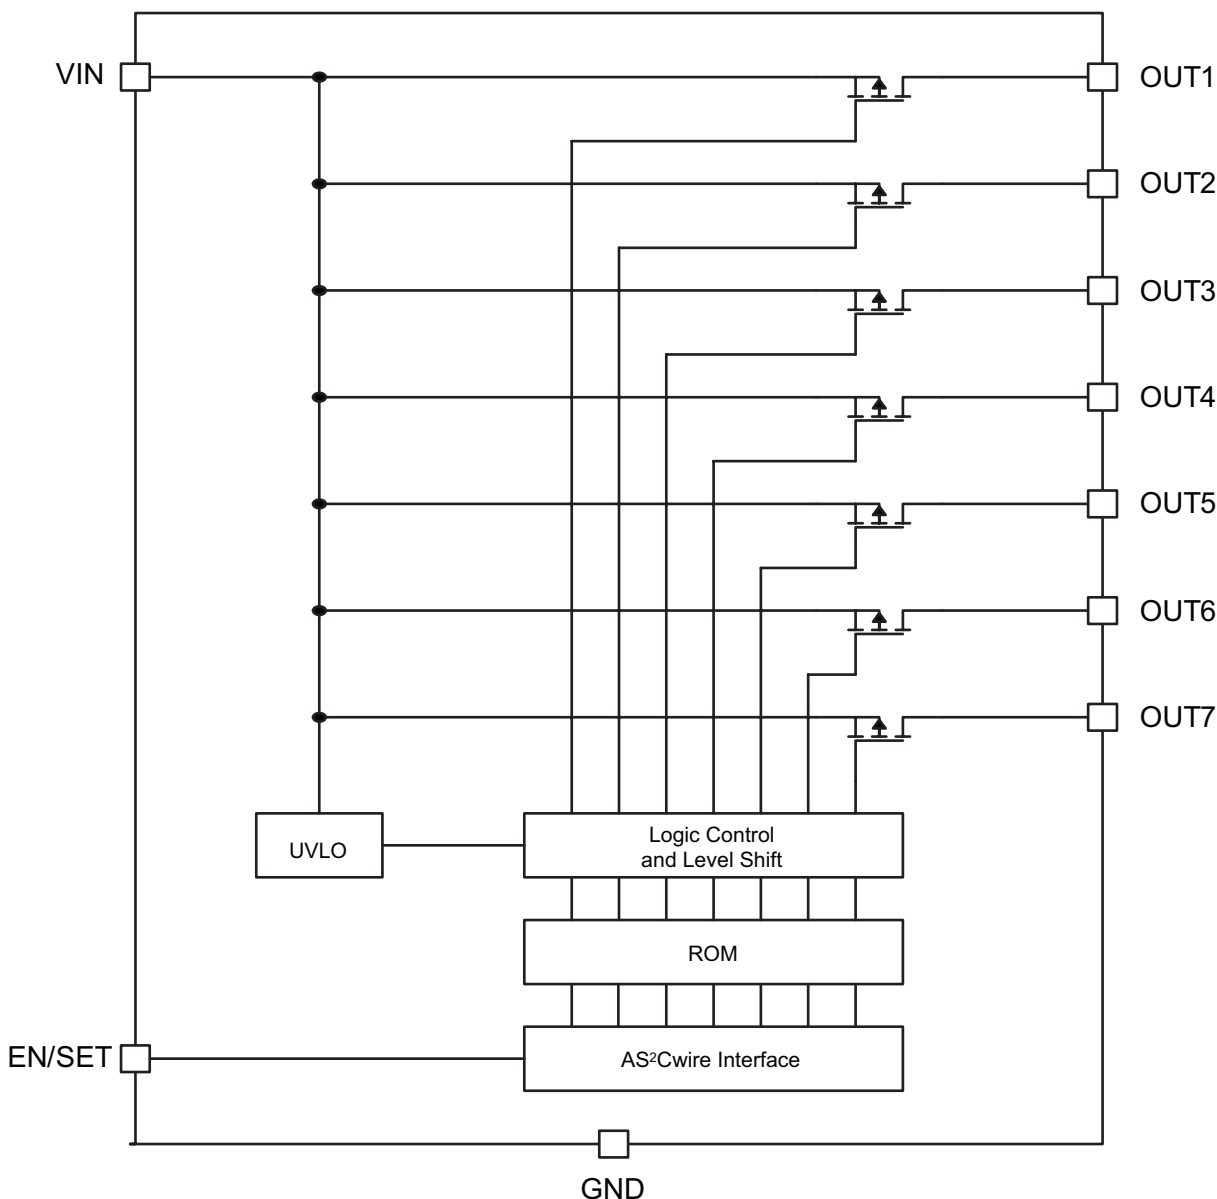 VIN
OUT1
OUT2
OUT3
OUT4
OUT5
OUT6
OUT7
UVLO
Logic Control
and Level Shift
ROM
EN/SET
AS²Cwire Interface
GND